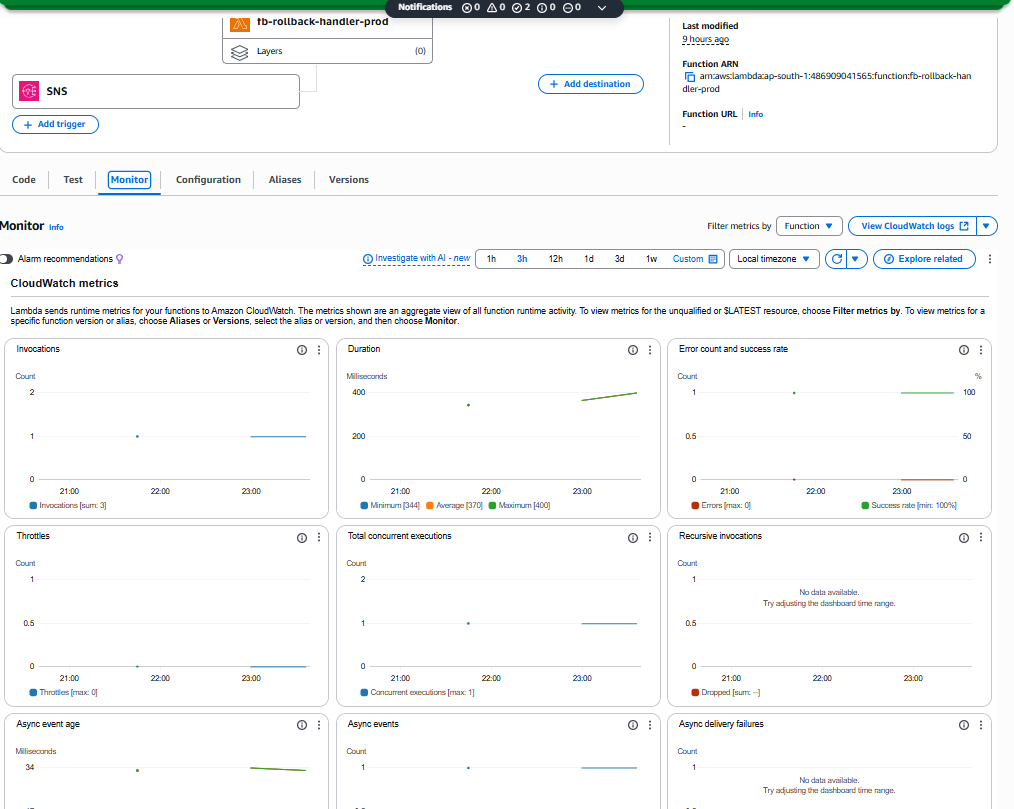 Notifications 0 0 2 0 0
fb-rollback-handler-prod
Layers (0)
SNS
+ Add destination
+ Add trigger
Last modified
9 hours ago
Function ARN
arn:aws:lambda:ap-south-1:486909041565:function:fb-rollback-han
dler-prod
Function URL Info
-
Code Test Monitor Configuration Aliases Versions
Monitor Info
Filter metrics by Function View CloudWatch logs
Alarm recommendations
Investigate with AI - new 1h 3h 12h 1d 3d 1w Custom Local timezone Explore related
CloudWatch metrics
Lambda sends runtime metrics for your functions to Amazon CloudWatch. The metrics shown are an aggregate view of all function runtime activity. To view metrics for the unqualified or $LATEST resource, choose Filter metrics by. To view metrics for a
specific function version or alias, choose Aliases or Versions, select the alias or version, and then choose Monitor.
Invocations
Count
2
1
0
21:00 22:00 23:00
Invocations [sum: 3]
Duration
Milliseconds
400
200
0
21:00 22:00 23:00
Minimum [344] Average [370] Maximum [400]
Error count and success rate
Count %
1 100
0.5 50
0 0
21:00 22:00 23:00
Errors [max: 0] Success rate [min: 100%]
Throttles
Count
1
0.5
0
21:00 22:00 23:00
Throttles [max: 0]
Total concurrent executions
Count
2
1
0
21:00 22:00 23:00
Concurrent executions [max: 1]
Recursive invocations
Count
1
No data available.
Try adjusting the dashboard time range.
0.5
0
21:00 22:00 23:00
Dropped [sum: --]
Async event age
Milliseconds
34
Async events
Count
1
Async delivery failures
Count
1
No data available.
Try adjusting the dashboard time range.